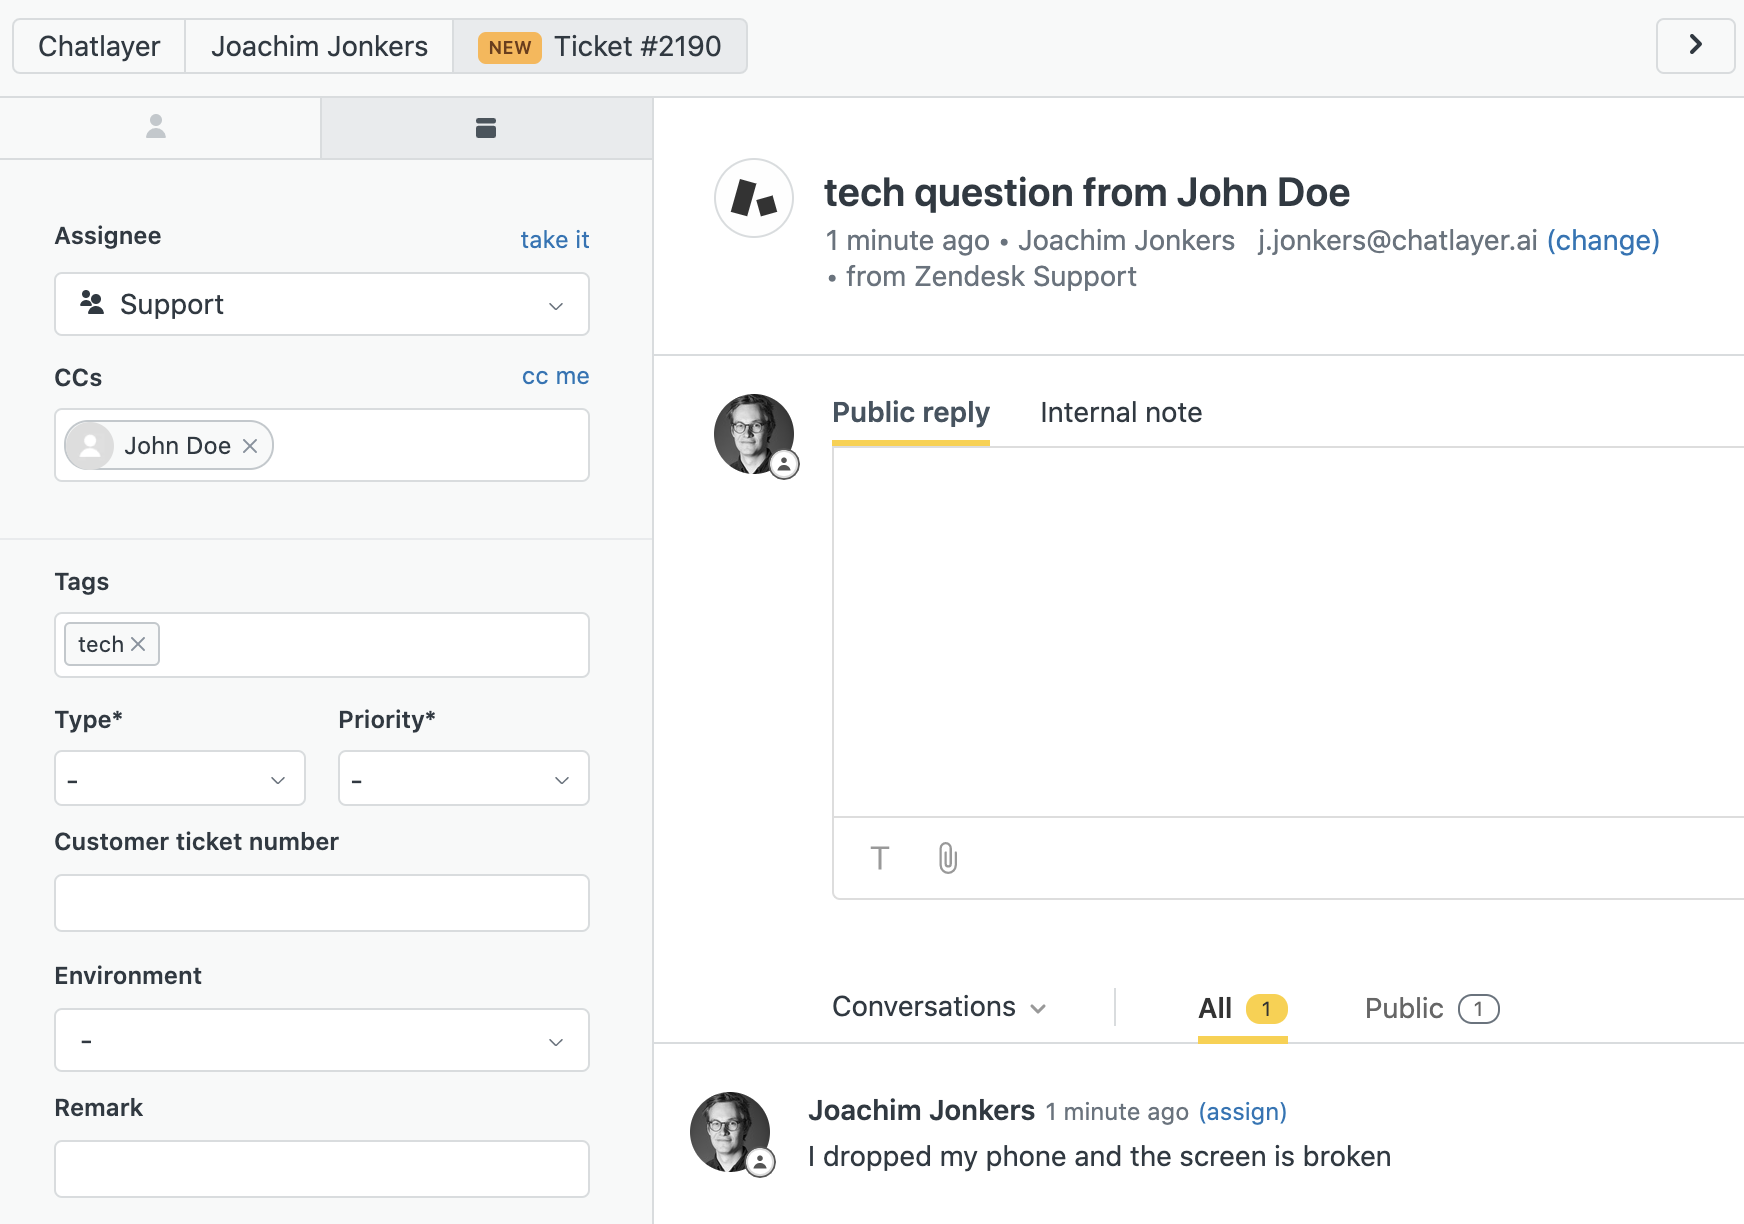 Chatlayer
Joachim Jonkers
NEW Ticket #2190
Assignee
take it
Support
CCs
cc me
John Doe
Tags
tech
Type*
Priority*
-
-
Customer ticket number
Environment
-
Remark
tech question from John Doe
1 minute ago • Joachim Jonkers j.jonkers@chatlayer.ai (change)
• from Zendesk Support
Public reply
Internal note
T
Conversations
All 1
Public 1
Joachim Jonkers 1 minute ago (assign)
I dropped my phone and the screen is broken